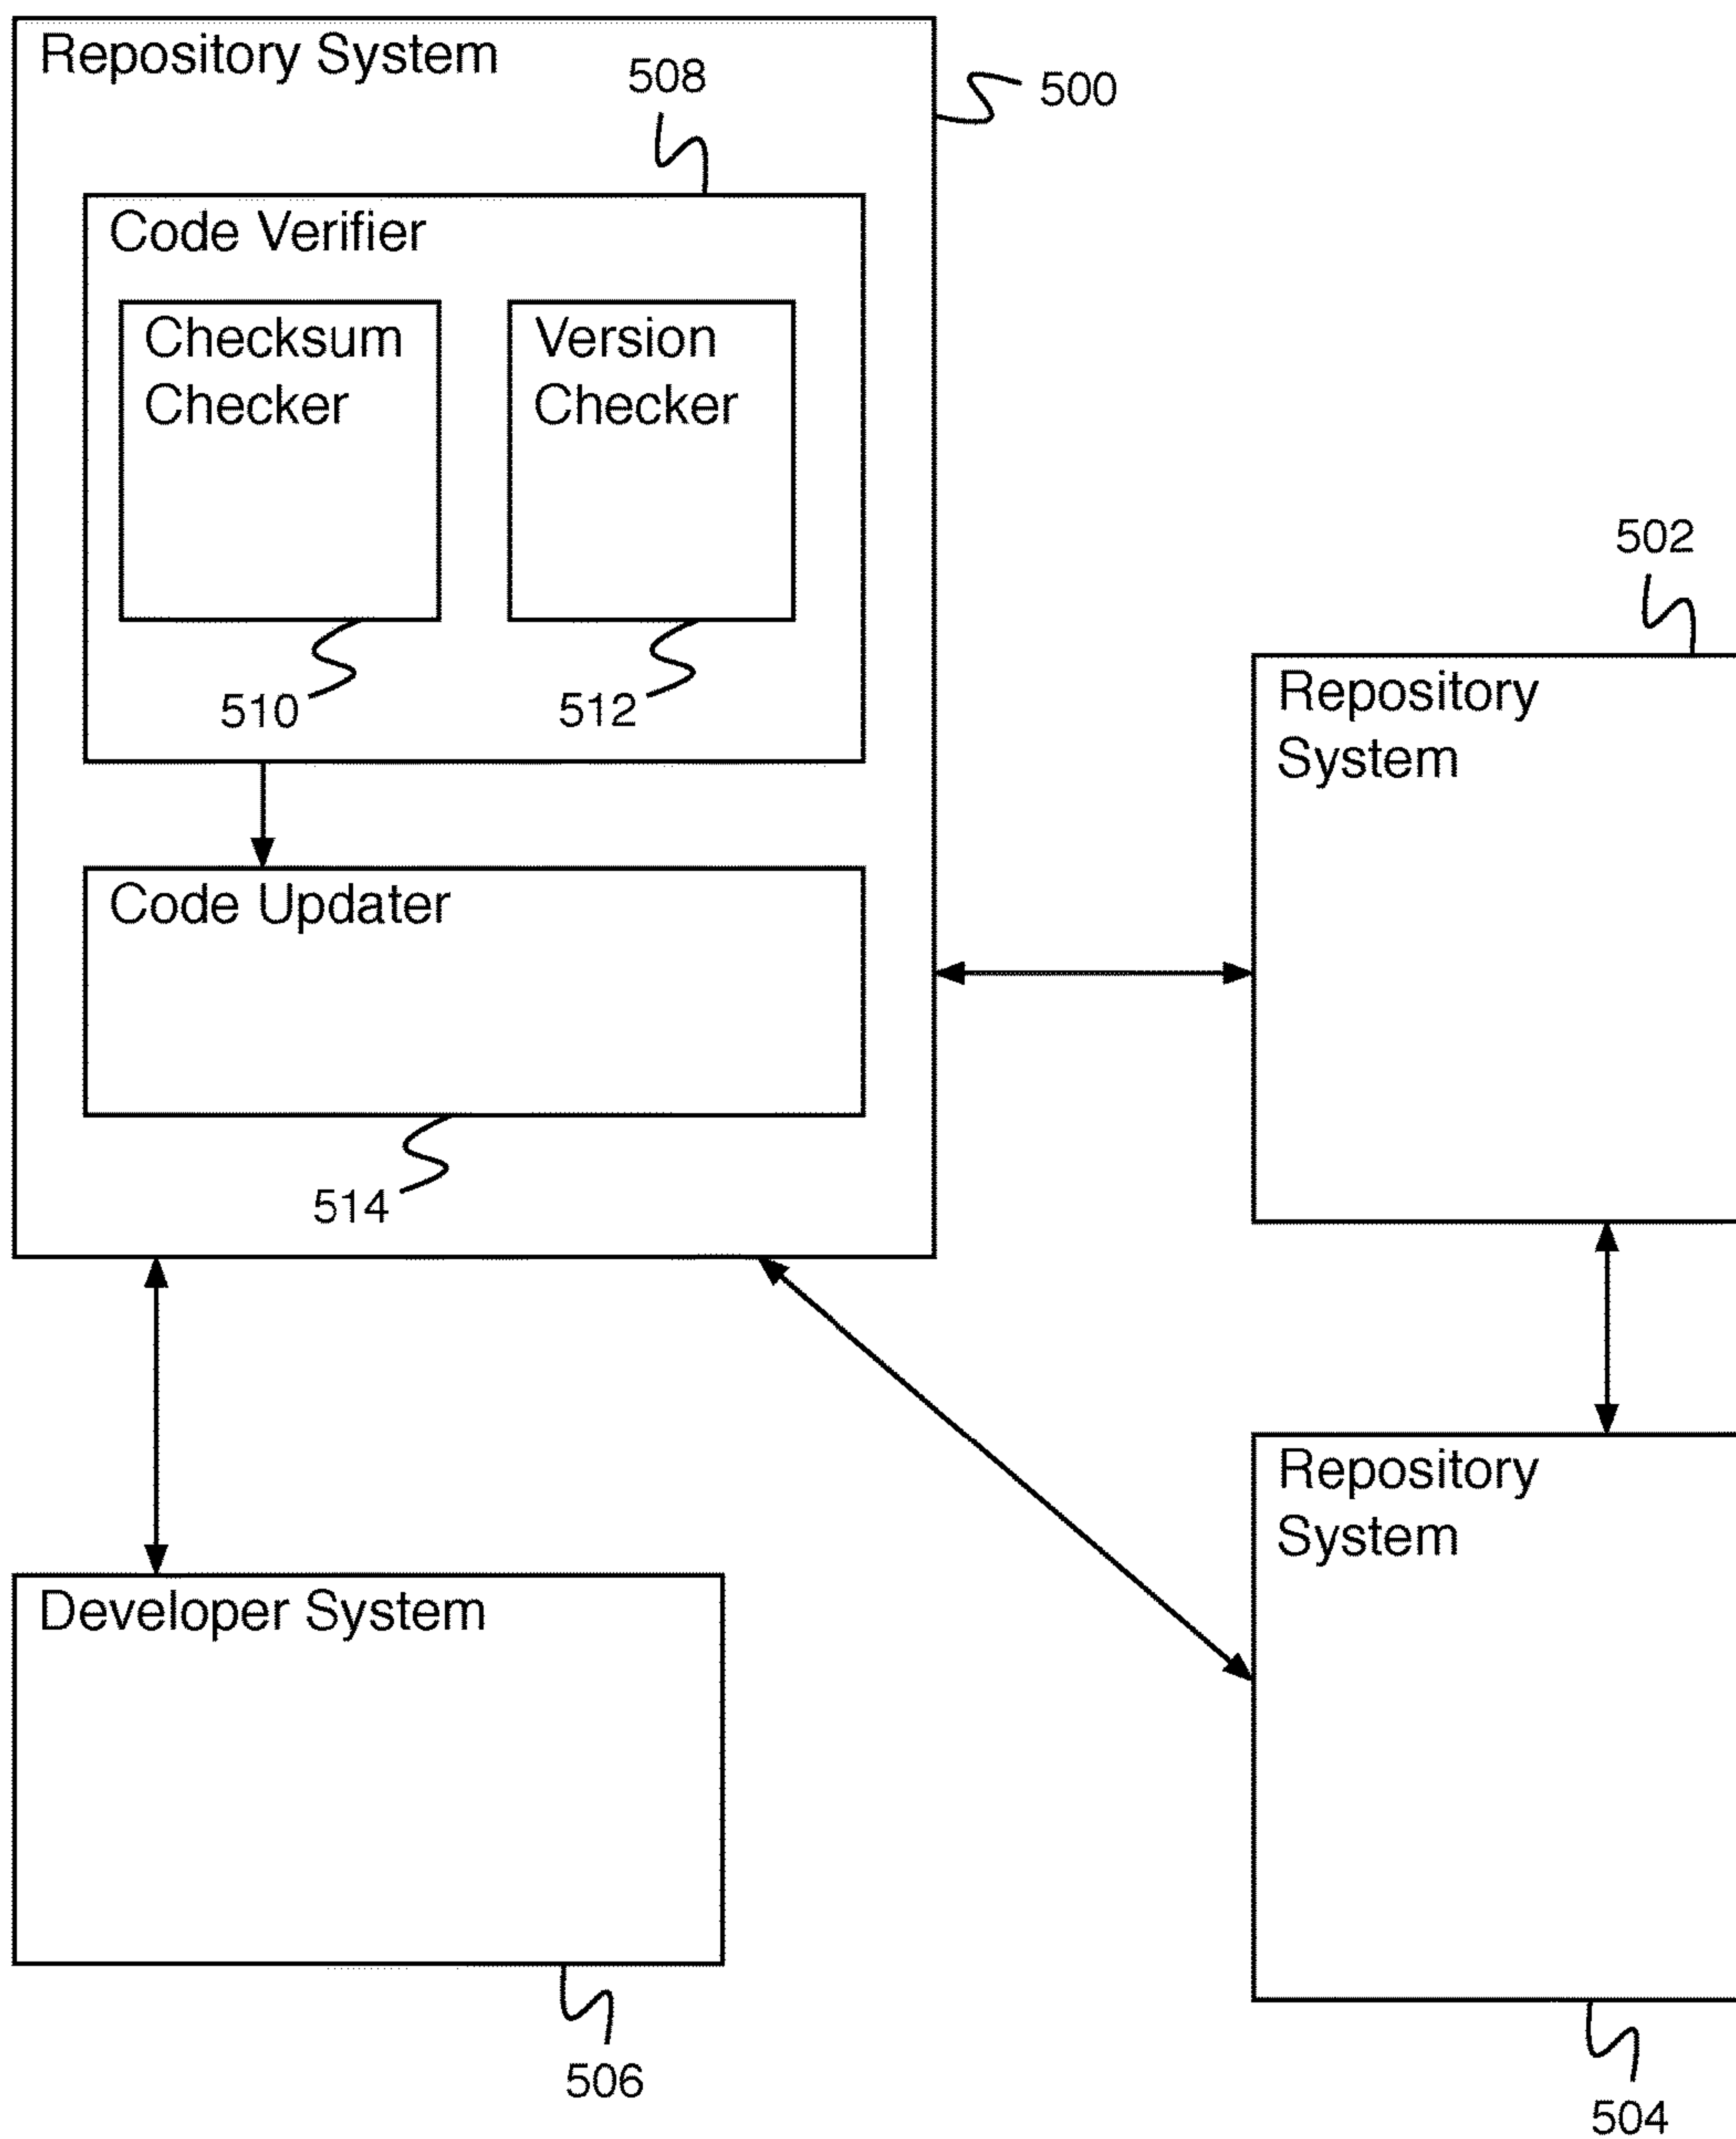 Repository System
508
500
Code Verifier
Checksum
Checker
Version
Checker
510
512
Code Updater
514
502
Repository
System
Repository
System
Developer System
506
504